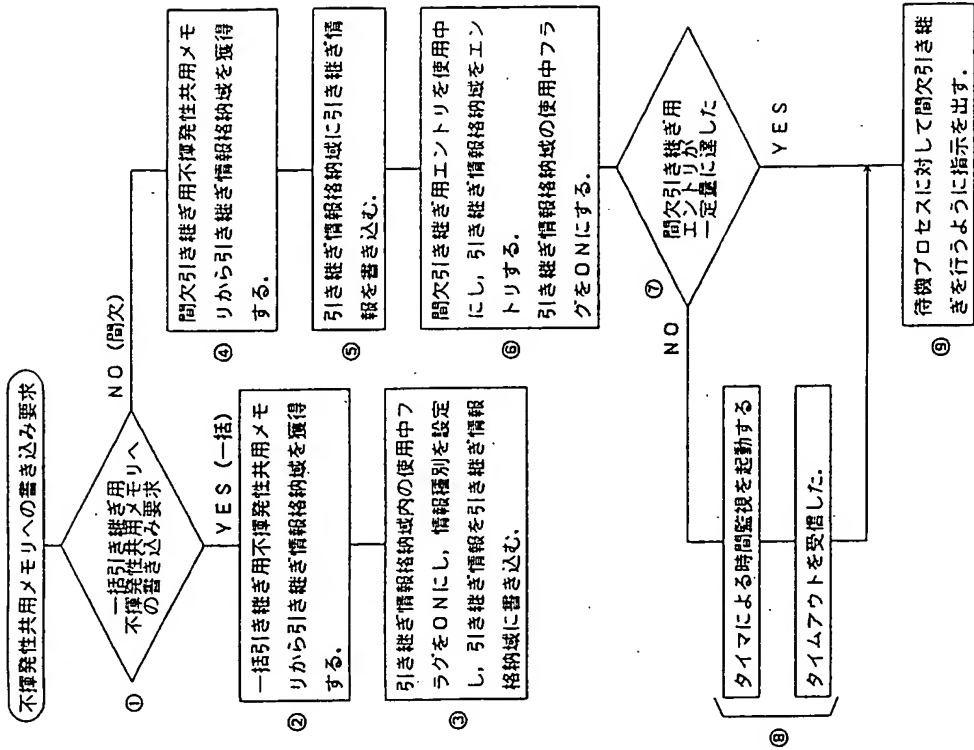 不揮発性共用メモリへの書き込み要求
①
一括引き継ぎ用
不揮発性共用メモリへ
の書き込み要求
NO (間欠)
YES (一括)
②
一括引き継ぎ用不揮発性共用メモ
リから引き継ぎ情報格納域を獲得
する.
③
引き継ぎ情報格納域内の使用中フ
ラグをONにし, 情報種別を設定
し, 引き継ぎ情報を引き継ぎ情報
格納域に書き込む.
④
間欠引き継ぎ用不揮発性共用メモ
リから引き継ぎ情報格納域を獲得
する.
⑤
引き継ぎ情報格納域に引き継ぎ情
報を書き込む.
⑥
間欠引き継ぎ用エントリを使用中
にし, 引き継ぎ情報格納域をエン
トリする.
引き継ぎ情報格納域の使用中フラ
グをONにする.
⑦
間欠引き継ぎ用
エントリが
一定量に達した
NO
YES
⑧
タイマによる時間監視を起動する
タイムアウトを受信した.
⑨
待機プロセスに対して間欠引き継
ぎを行うように指示を出す.